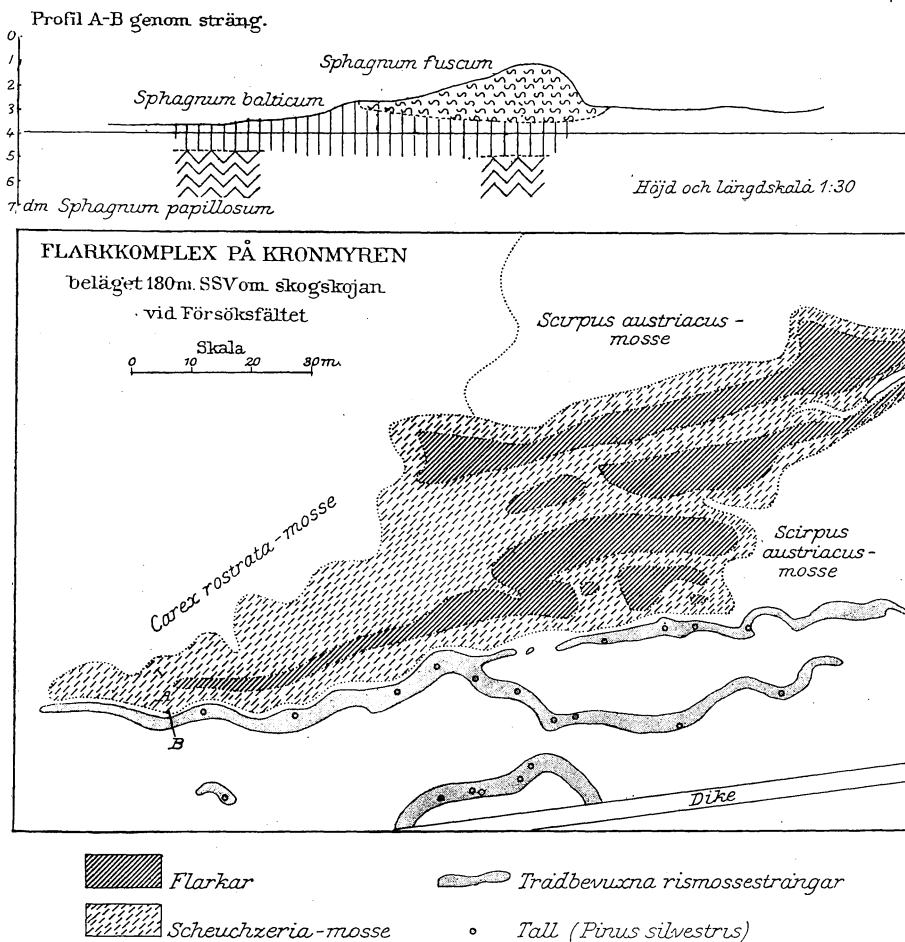 Profil A-B genom sträng.
0
1
2
3
4
5
6
7 dm
Sphagnum fuscum
Sphagnum balticum
Sphagnum papillosum
Höjd och längdskala 1:30
FLARKKOMPLEX PÅ KRONMYREN
beläget 180m. SSV om skogskojan
vid Försöksfältet
Skala
0 10 20 30 m.
Scirpus austriacus-
mosse
Carex rostrata-mosse
Scirpus
austriacus-
mosse
A
B
Dike
Flarkar
Trädbevuxna rismossesträngar
Scheuchzeria-mosse
Tall (Pinus silvestris)